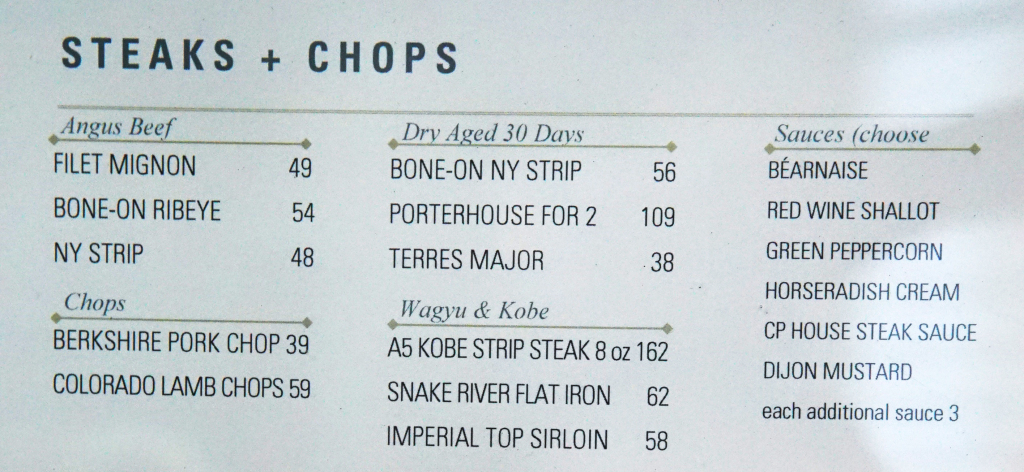 STEAKS + CHOPS
Angus Beef
FILET MIGNON 49
BONE-ON RIBEYE 54
NY STRIP 48
Chops
BERKSHIRE PORK CHOP 39
COLORADO LAMB CHOPS 59
Dry Aged 30 Days
BONE-ON NY STRIP 56
PORTERHOUSE FOR 2 109
TERRES MAJOR 38
Wagyu & Kobe
A5 KOBE STRIP STEAK 8 oz 162
SNAKE RIVER FLAT IRON 62
IMPERIAL TOP SIRLOIN 58
Sauces (choose
BÉARNAISE
RED WINE SHALLOT
GREEN PEPPERCORN
HORSERADISH CREAM
CP HOUSE STEAK SAUCE
DIJON MUSTARD
each additional sauce 3